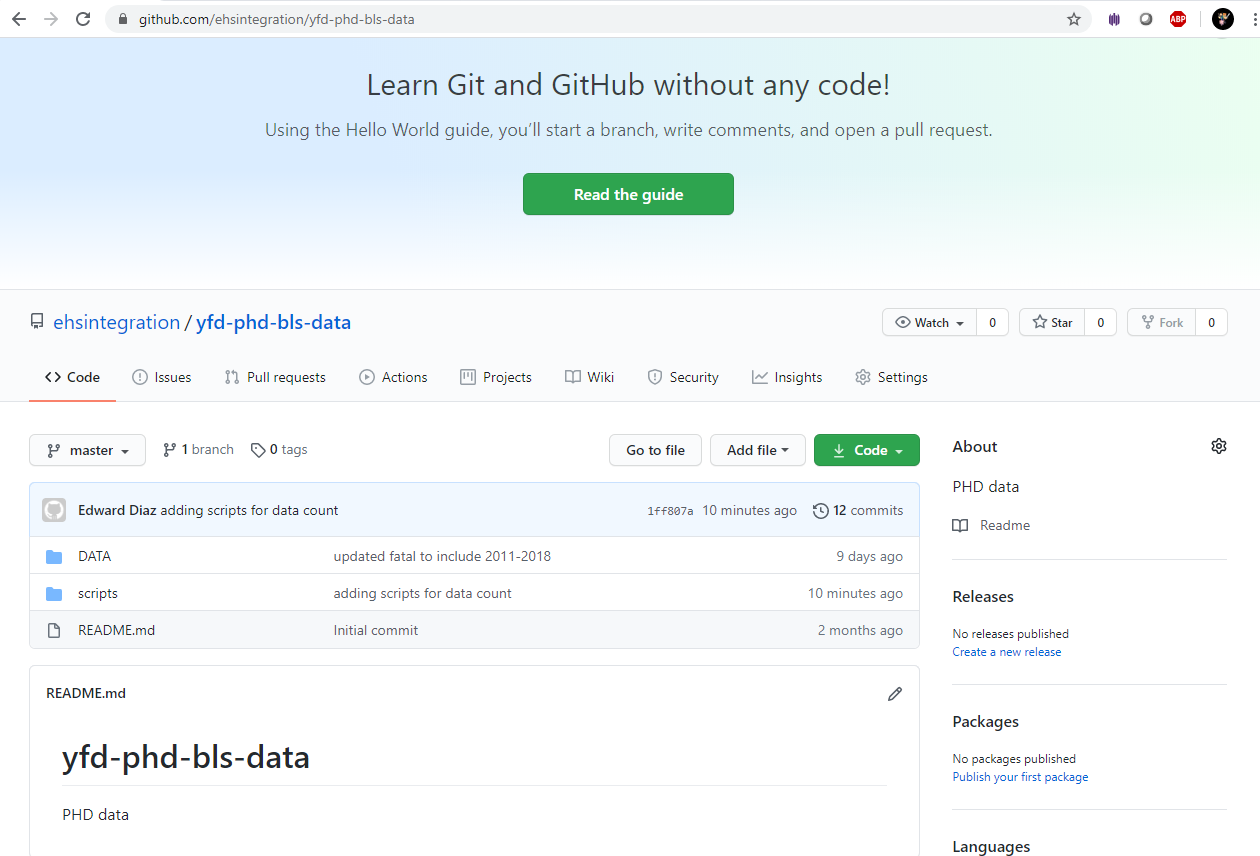 github.com/ehsintegration/yfd-phd-bls-data
ABP
Learn Git and GitHub without any code!
Using the Hello World guide, you’ll start a branch, write comments, and open a pull request.
Read the guide
ehsintegration / yfd-phd-bls-data
Watch 0 Star 0 Fork 0
Code Issues Pull requests Actions Projects Wiki Security Insights Settings
master 1 branch 0 tags Go to file Add file Code
Edward Diaz adding scripts for data count 1ff807a 10 minutes ago 12 commits
DATA updated fatal to include 2011-2018 9 days ago
scripts adding scripts for data count 10 minutes ago
README.md Initial commit 2 months ago
README.md
yfd-phd-bls-data
PHD data
About
PHD data
Readme
Releases
No releases published
Create a new release
Packages
No packages published
Publish your first package
Languages